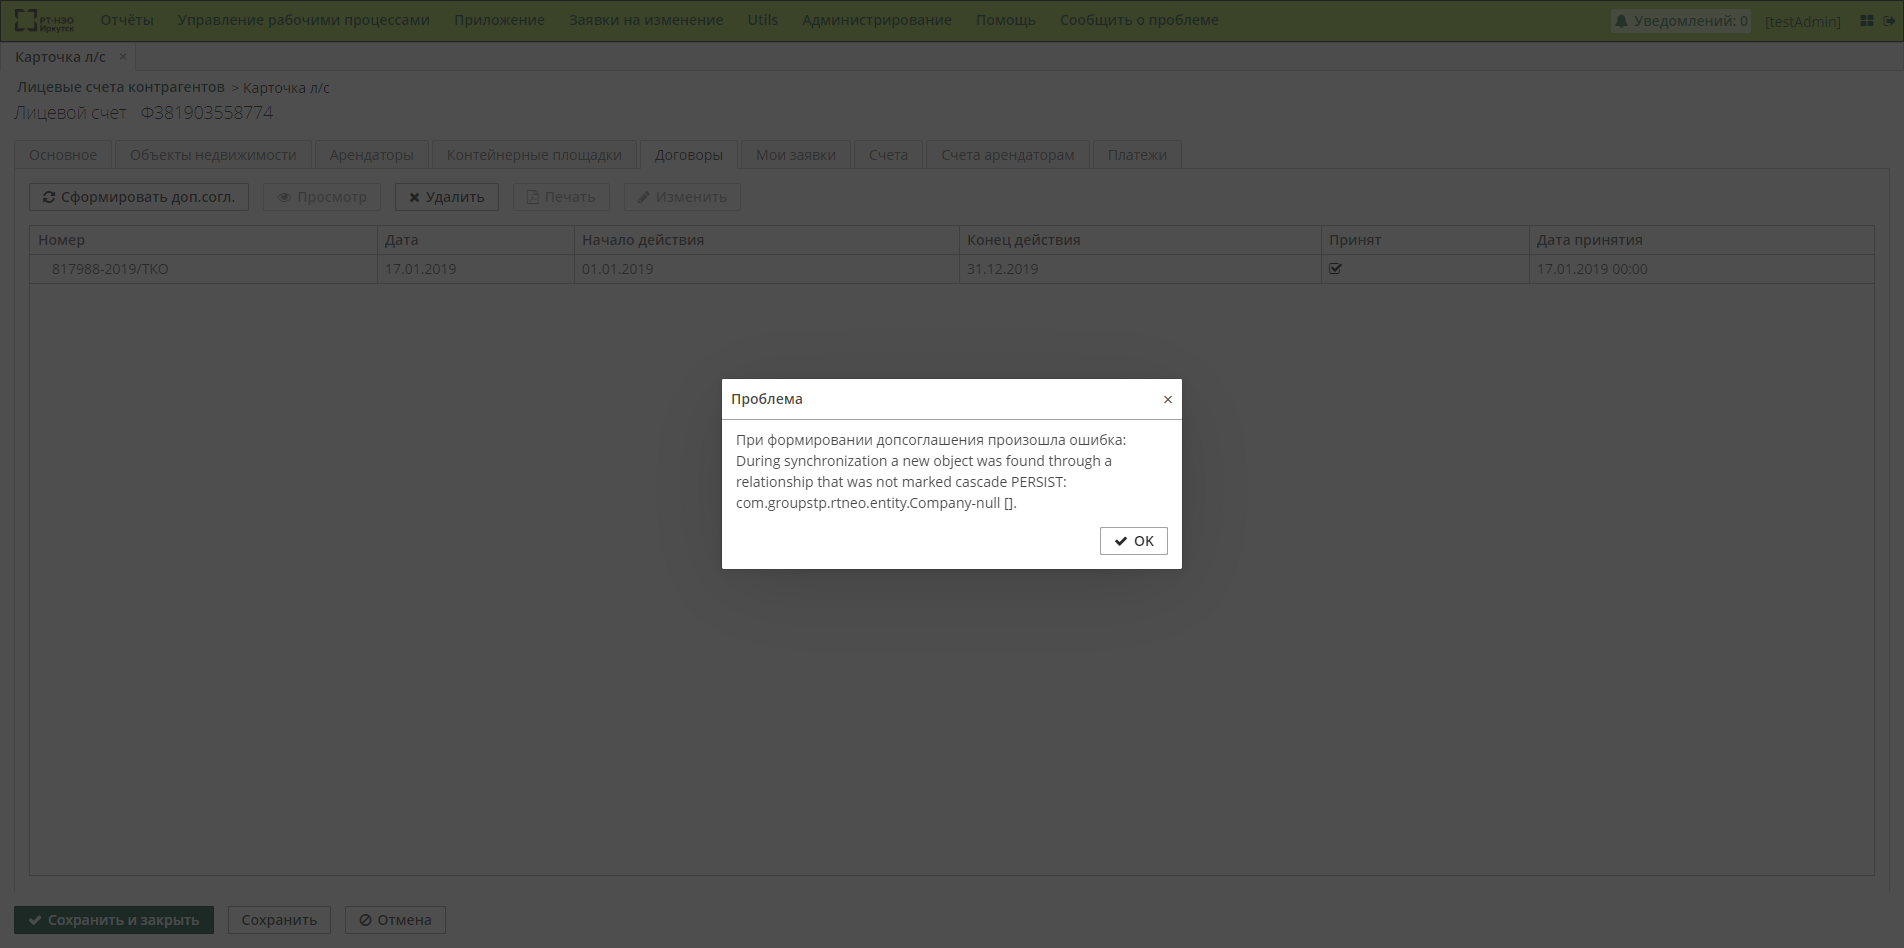 РТ-НЭО
Иркутск
Отчёты Управление рабочими процессами Приложение Заявки на изменение Utils Администрирование Помощь Сообщить о проблеме Уведомлений: 0 [testAdmin]
Карточка л/с ×
Лицевые счета контрагентов > Карточка л/с
Лицевой счет Ф381903558774
Основное Объекты недвижимости Арендаторы Контейнерные площадки Договоры Мои заявки Счета Счета арендаторам Платежи
Сформировать доп.согл. Просмотр Удалить Печать Изменить
Номер Дата Начало действия Конец действия Принят Дата принятия
817988-2019/ТКО 17.01.2019 01.01.2019 31.12.2019 17.01.2019 00:00
Проблема ×
При формировании допсоглашения произошла ошибка:
During synchronization a new object was found through a
relationship that was not marked cascade PERSIST:
com.groupstp.rtneo.entity.Company-null [].
OK
Сохранить и закрыть Сохранить Отмена